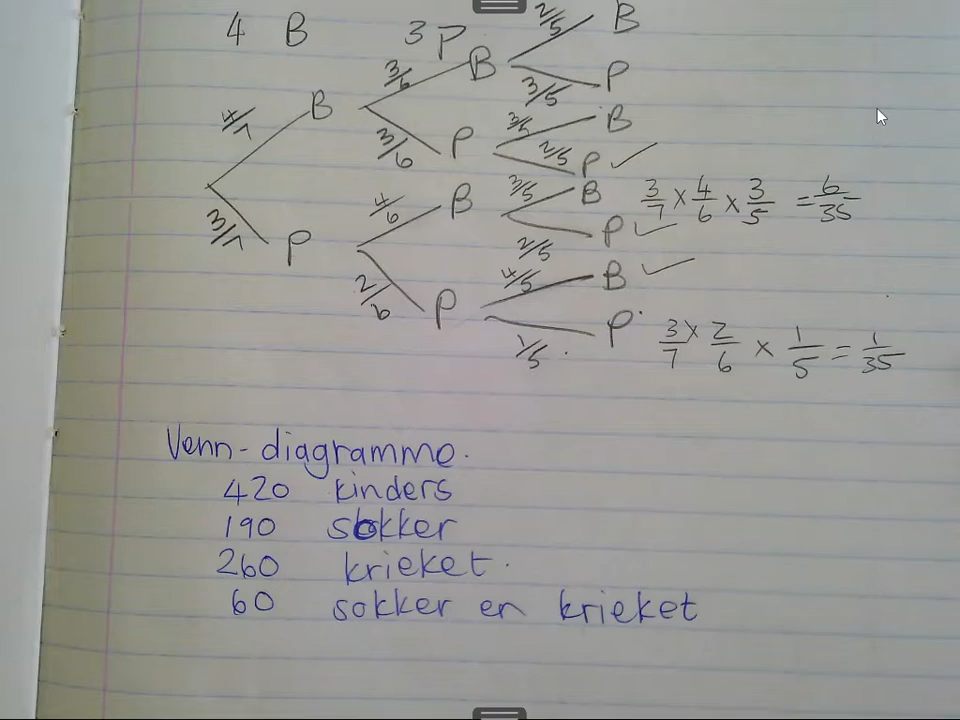 4 B 3 P
2/5 B
3/6 B
3/5 P
4/7 B
3/5 B
3/6 P
2/5 P ✓
4/6 B
3/5 B
3/7 × 4/6 × 3/5 = 6/35
3/7 P
2/5 P ✓
4/5 B ✓
2/6 P
1/5 P
3/7 × 2/6 × 1/5 = 1/35
Venn-diagramme.
420 kinders
190 sokker
260 krieket.
60 sokker en krieket